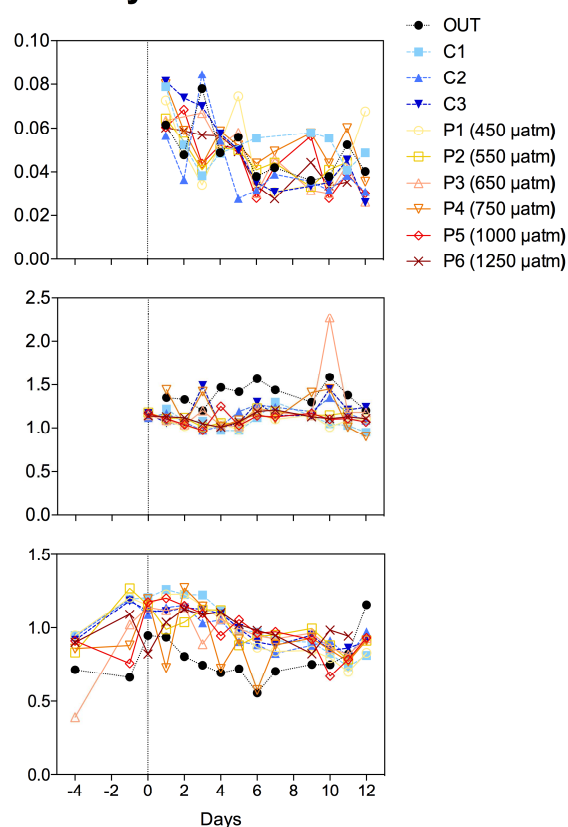 OUT
C1
C2
C3
P1 (450 µatm)
P2 (550 µatm)
P3 (650 µatm)
P4 (750 µatm)
P5 (1000 µatm)
P6 (1250 µatm)
0.10
0.08
0.06
0.04
0.02
0.00
2.5
2.0
1.5
1.0
0.5
0.0
1.5
1.0
0.5
0.0
-4 -2 0 2 4 6 8 10 12
Days